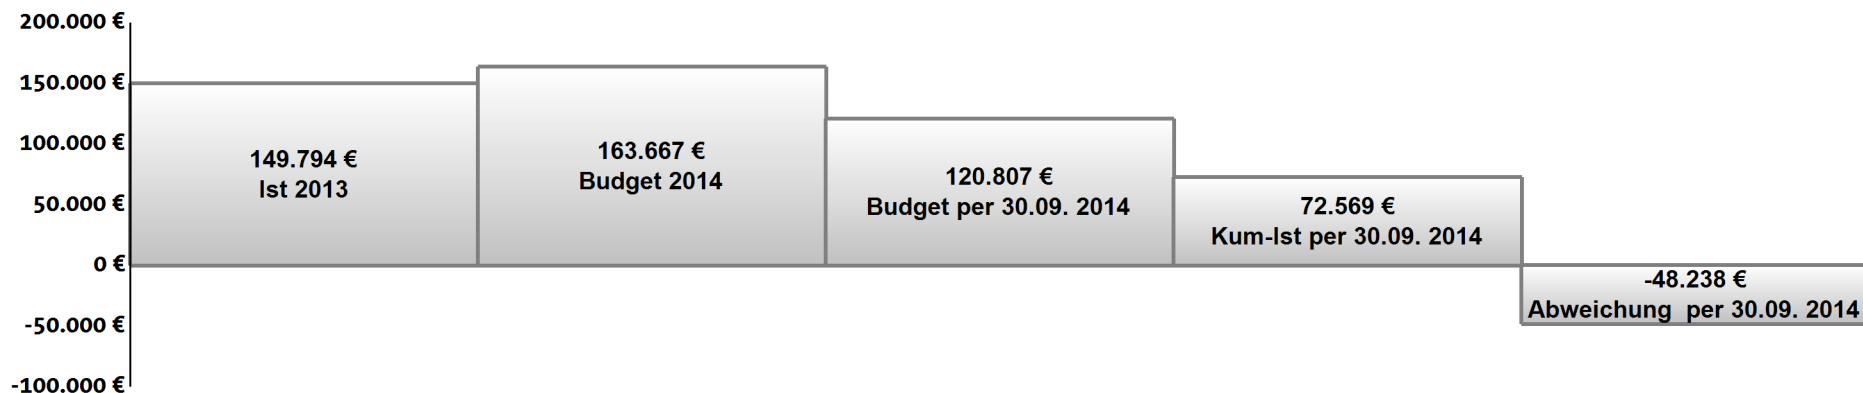 200.000 €
150.000 €
100.000 €
50.000 €
0 €
-50.000 €
-100.000 €
149.794 €
Ist 2013
163.667 €
Budget 2014
120.807 €
Budget per 30.09. 2014
72.569 €
Kum-Ist per 30.09. 2014
-48.238 €
Abweichung  per 30.09. 2014